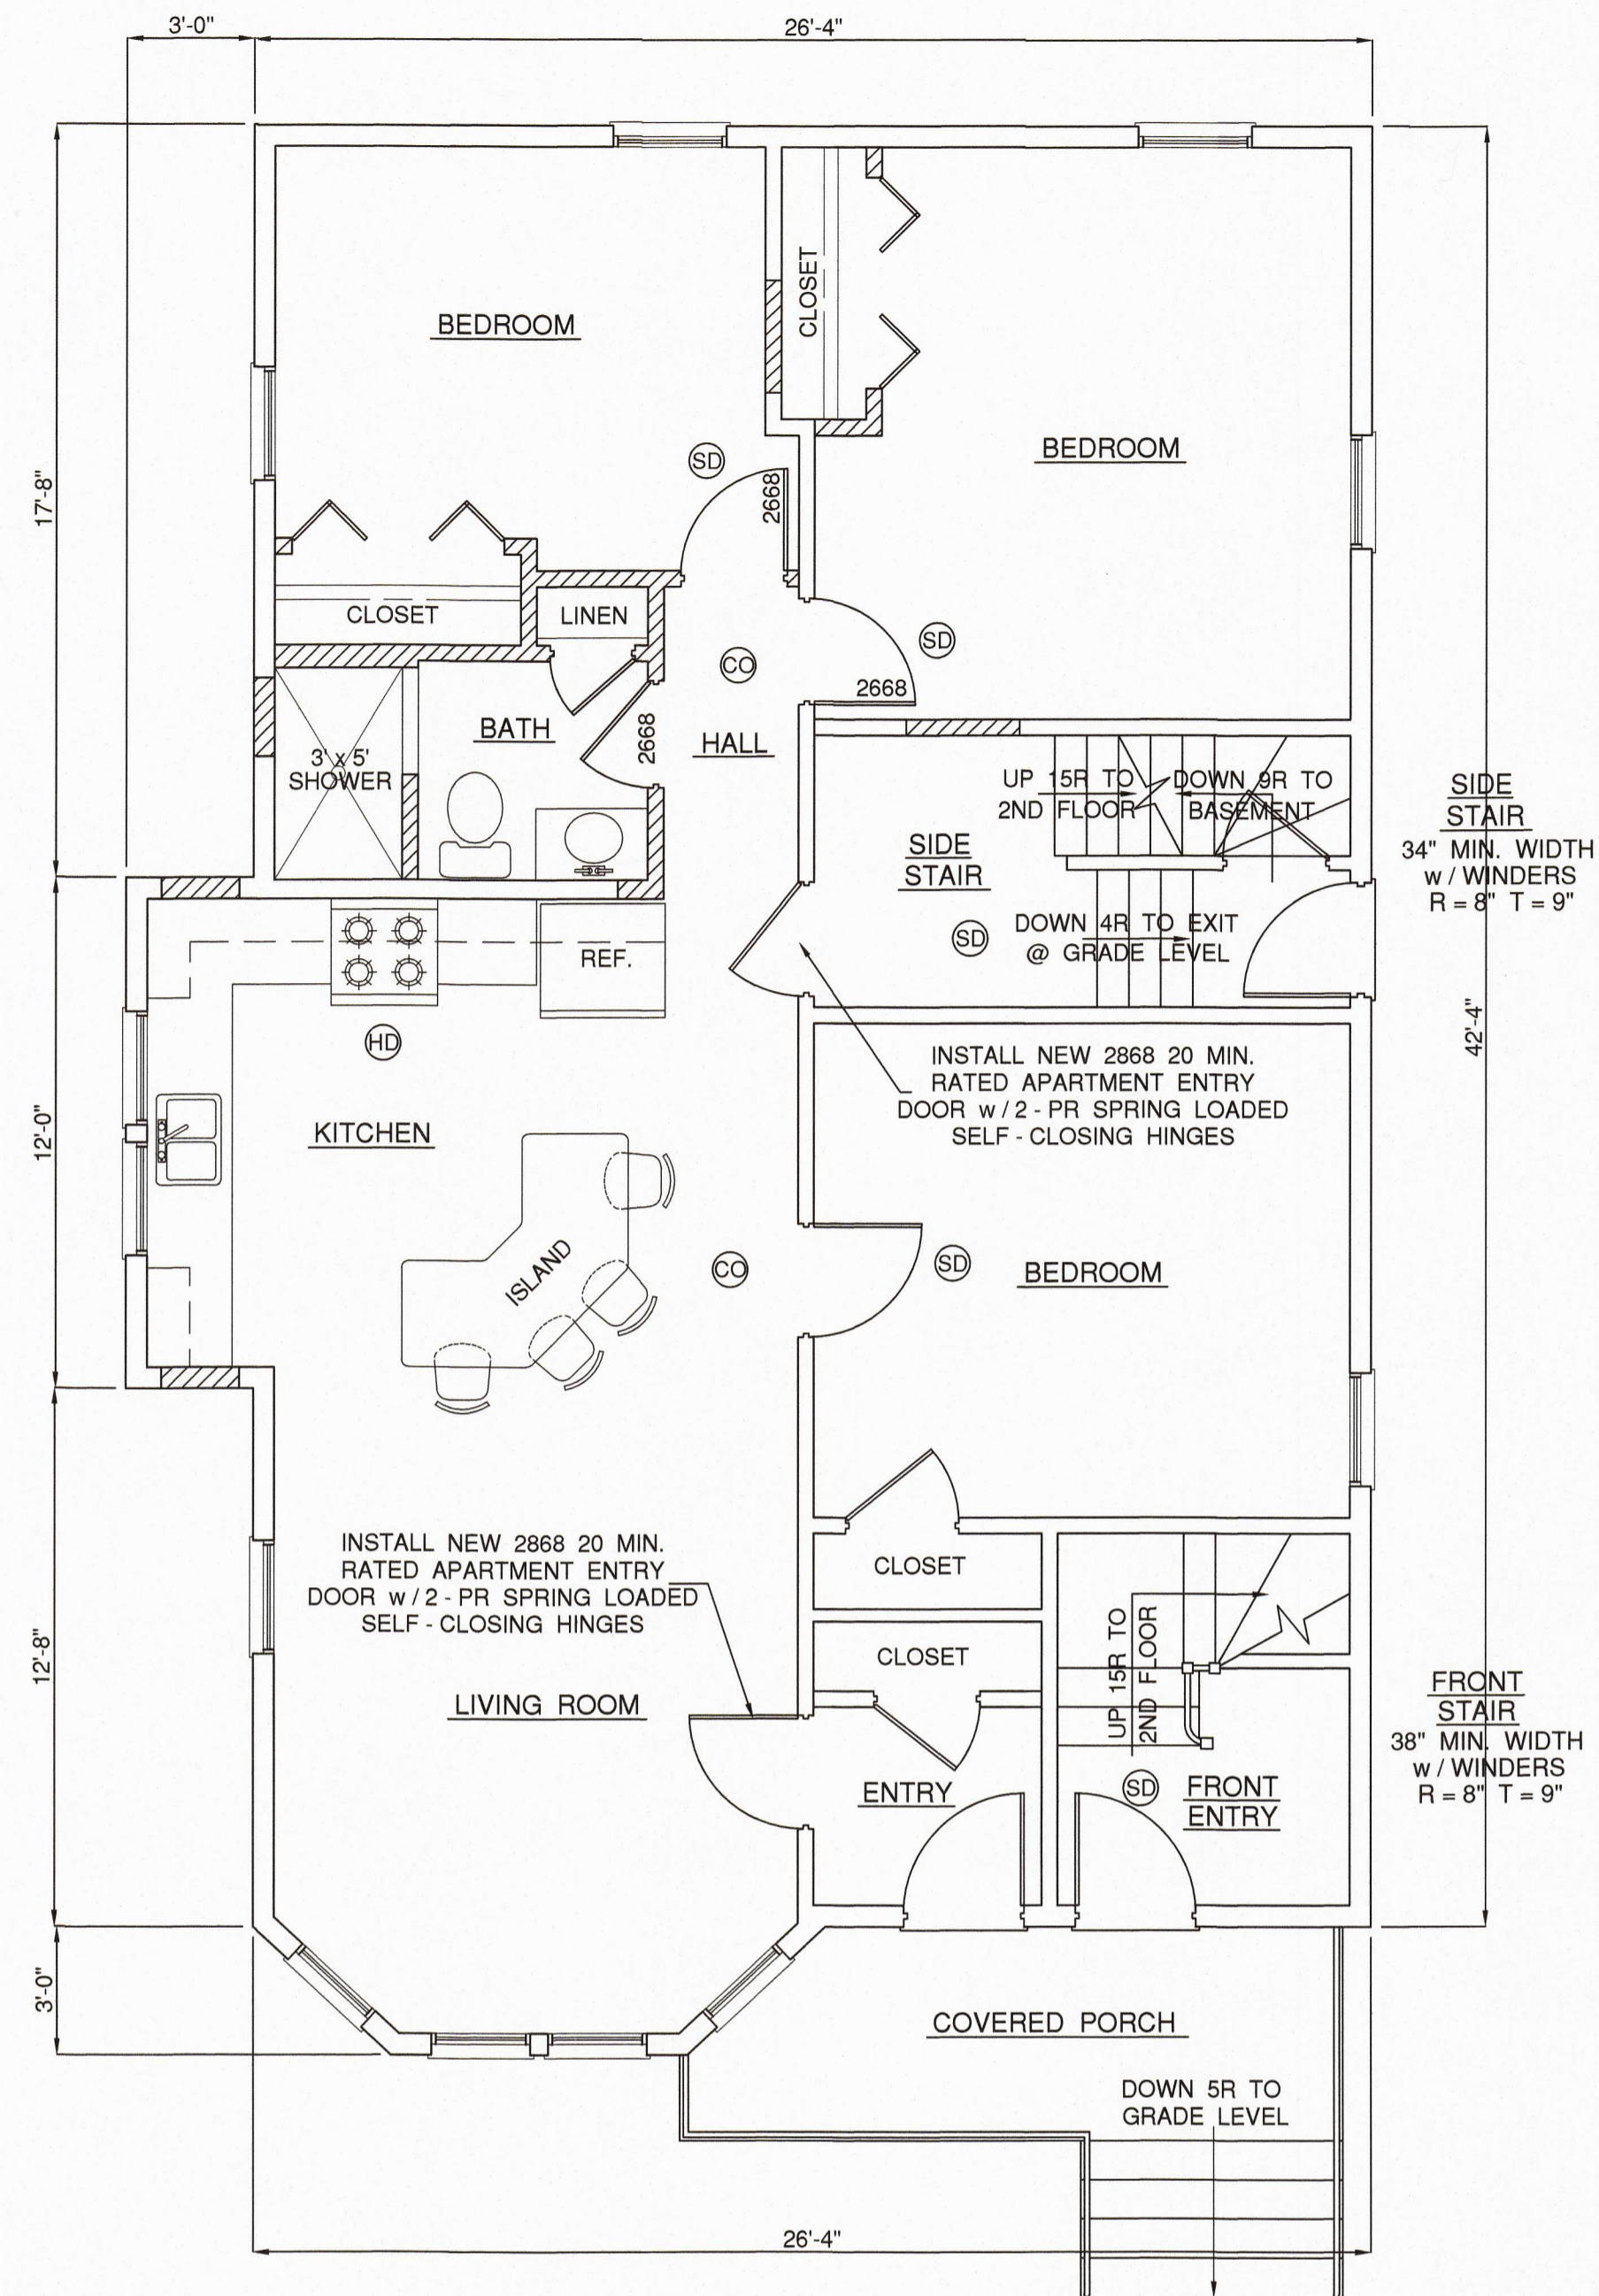 3'-0"
26'-4"
17'-8"
BEDROOM
CLOSET
BEDROOM
SD
2668
CLOSET
LINEN
SD
CO
2668
BATH
2668
HALL
3' x 5'
SHOWER
UP 15R TO
2ND FLOOR
DOWN 9R TO
BASEMENT
SIDE
STAIR
SIDE
STAIR
34" MIN. WIDTH
w / WINDERS
R = 8" T = 9"
SD
DOWN 4R TO EXIT
@ GRADE LEVEL
REF.
HD
42'-4"
12'-0"
INSTALL NEW 2868 20 MIN.
RATED APARTMENT ENTRY
DOOR w / 2 - PR SPRING LOADED
SELF - CLOSING HINGES
KITCHEN
ISLAND
CO
SD
BEDROOM
INSTALL NEW 2868 20 MIN.
RATED APARTMENT ENTRY
DOOR w / 2 - PR SPRING LOADED
SELF - CLOSING HINGES
CLOSET
CLOSET
12'-8"
LIVING ROOM
UP 15R TO
2ND FLOOR
FRONT
STAIR
38" MIN. WIDTH
w / WINDERS
R = 8" T = 9"
ENTRY
SD
FRONT
ENTRY
3'-0"
COVERED PORCH
DOWN 5R TO
GRADE LEVEL
26'-4"